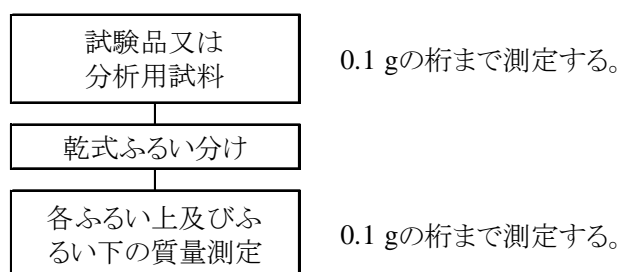 試験品又は
分析用試料
0.1 gの桁まで測定する。
乾式ふるい分け
各ふるい上及びふ
るい下の質量測定
0.1 gの桁まで測定する。